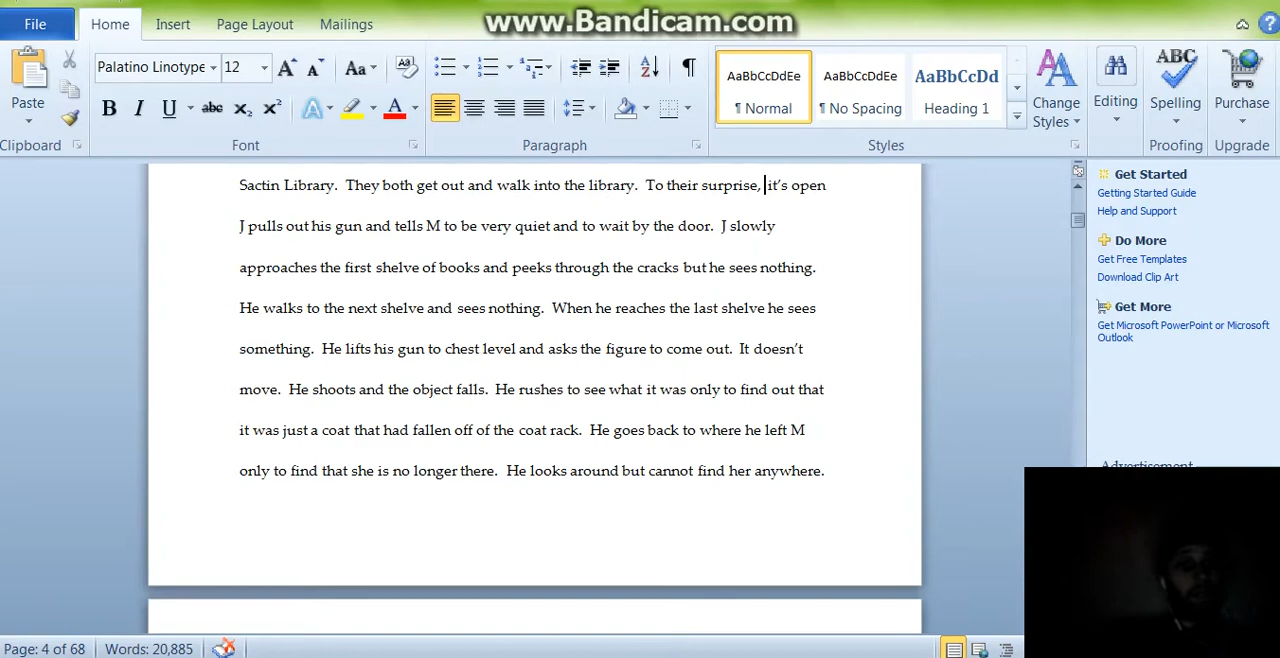 www.Bandicam.com
File Home Insert Page Layout Mailings
Palatino Linotype 12 Aa
AaBbCcDdEe AaBbCcDdEe AaBbCcDd
¶ Normal ¶ No Spacing Heading 1
B I U abc X₂ X² A A
Paste Change Styles Editing ABC Spelling Purchase
Clipboard Font Paragraph Styles Proofing Upgrade
Sactin Library. They both get out and walk into the library. To their surprise, it’s open
J pulls out his gun and tells M to be very quiet and to wait by the door. J slowly
approaches the first shelve of books and peeks through the cracks but he sees nothing.
He walks to the next shelve and sees nothing. When he reaches the last shelve he sees
something. He lifts his gun to chest level and asks the figure to come out. It doesn’t
move. He shoots and the object falls. He rushes to see what it was only to find out that
it was just a coat that had fallen off of the coat rack. He goes back to where he left M
only to find that she is no longer there. He looks around but cannot find her anywhere.
Get Started
Getting Started Guide
Help and Support
Do More
Get Free Templates
Download Clip Art
Get More
Get Microsoft PowerPoint or Microsoft
Outlook
Advertisement
Page: 4 of 68 Words: 20,885